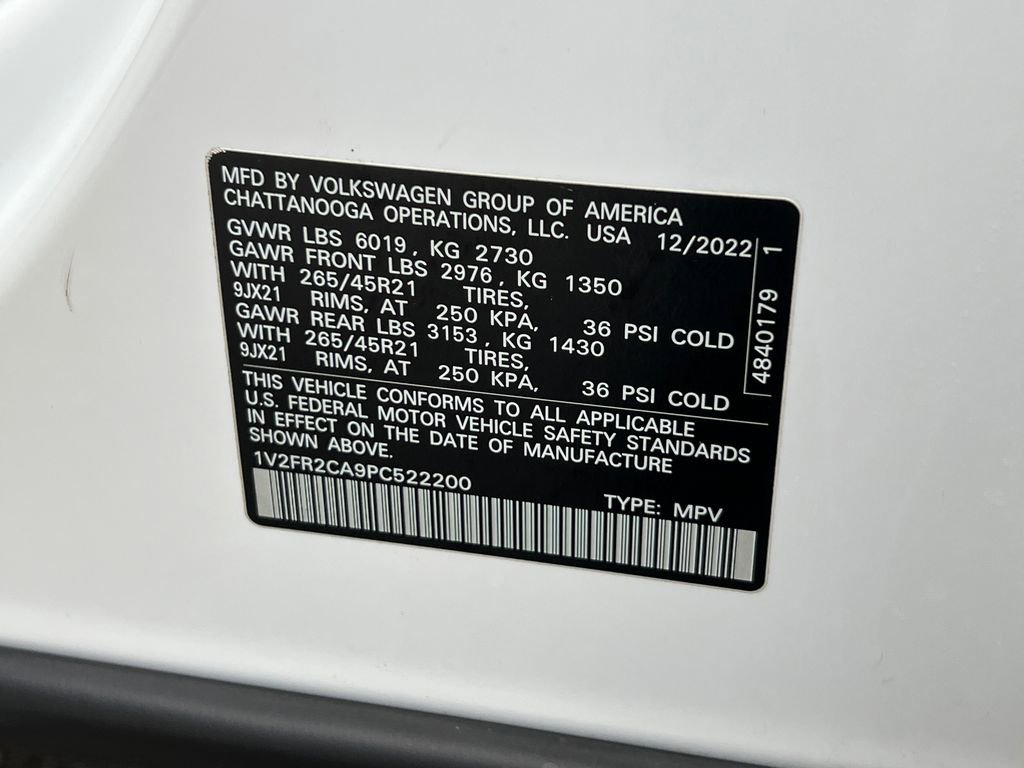 MFD BY VOLKSWAGEN GROUP OF AMERICA
CHATTANOOGA OPERATIONS, LLC. USA 12/2022
GVWR LBS 6019, KG 2730
GAWR FRONT LBS 2976, KG 1350
WITH 265/45R21 TIRES,
9JX21 RIMS, AT 250 KPA, 36 PSI COLD
GAWR REAR LBS 3153, KG 1430
WITH 265/45R21 TIRES,
9JX21 RIMS, AT 250 KPA, 36 PSI COLD
THIS VEHICLE CONFORMS TO ALL APPLICABLE
U.S. FEDERAL MOTOR VEHICLE SAFETY STANDARDS
IN EFFECT ON THE DATE OF MANUFACTURE
SHOWN ABOVE.
1V2FR2CA9PC522200
TYPE: MPV
4840179 1